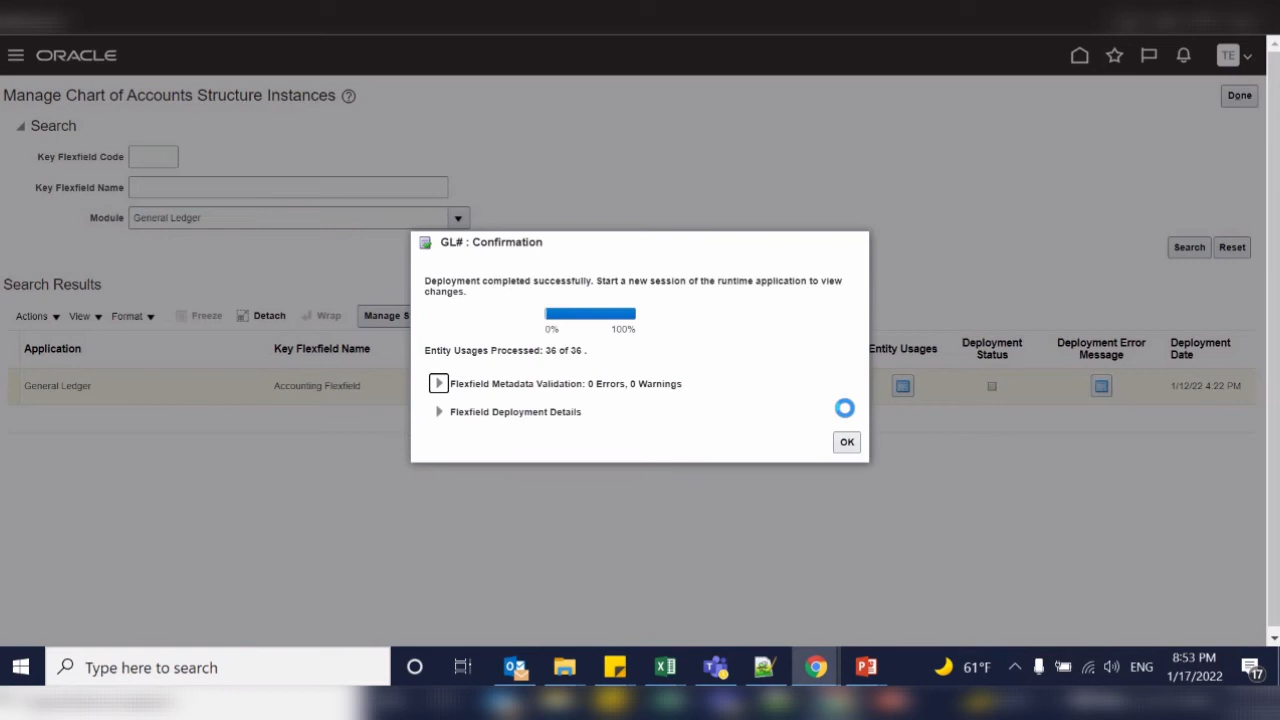 ORACLE
TE
Manage Chart of Accounts Structure Instances
Done
Search
Key Flexfield Code
Key Flexfield Name
Module General Ledger
GL# : Confirmation
Deployment completed successfully. Start a new session of the runtime application to view
changes.
0% 100%
Entity Usages Processed: 36 of 36 .
Flexfield Metadata Validation: 0 Errors, 0 Warnings
Flexfield Deployment Details
OK
Search Reset
Search Results
Actions View Format Freeze Detach Wrap Manage S
Application Key Flexfield Name Entity Usages Deployment Status Deployment Error Message Deployment Date
General Ledger Accounting Flexfield 1/12/22 4:22 PM
Type here to search
61°F ENG
8:53 PM
1/17/2022
17